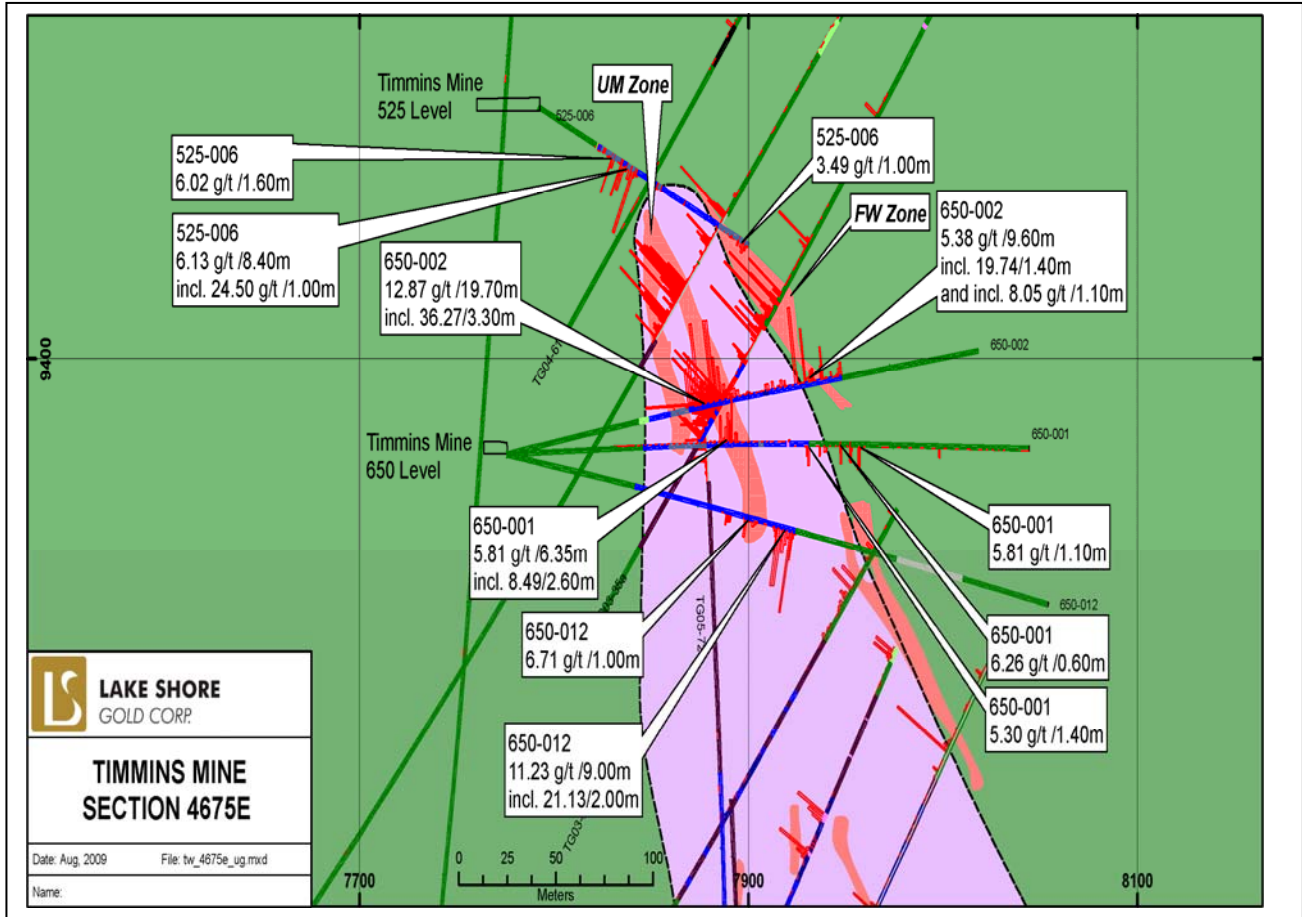 Timmins Mine
525 Level
525-006
UM Zone
525-006
6.02 g/t /1.60m
525-006
3.49 g/t /1.00m
525-006
6.13 g/t /8.40m
incl. 24.50 g/t /1.00m
FW Zone
650-002
5.38 g/t /9.60m
incl. 19.74/1.40m
and incl. 8.05 g/t /1.10m
650-002
12.87 g/t /19.70m
incl. 36.27/3.30m
9400
TG04-61
650-002
Timmins Mine
650 Level
650-001
650-001
5.81 g/t /6.35m
incl. 8.49/2.60m
650-001
5.81 g/t /1.10m
TG05-72
650-012
650-012
6.71 g/t /1.00m
650-001
6.26 g/t /0.60m
650-001
5.30 g/t /1.40m
650-012
11.23 g/t /9.00m
incl. 21.13/2.00m
TG03-
LS
LAKE SHORE
GOLD CORP.
TIMMINS MINE
SECTION 4675E
Date: Aug, 2009 File: tw_4675e_ug.mxd
Name:
0 25 50 100
Meters
7700 7900 8100